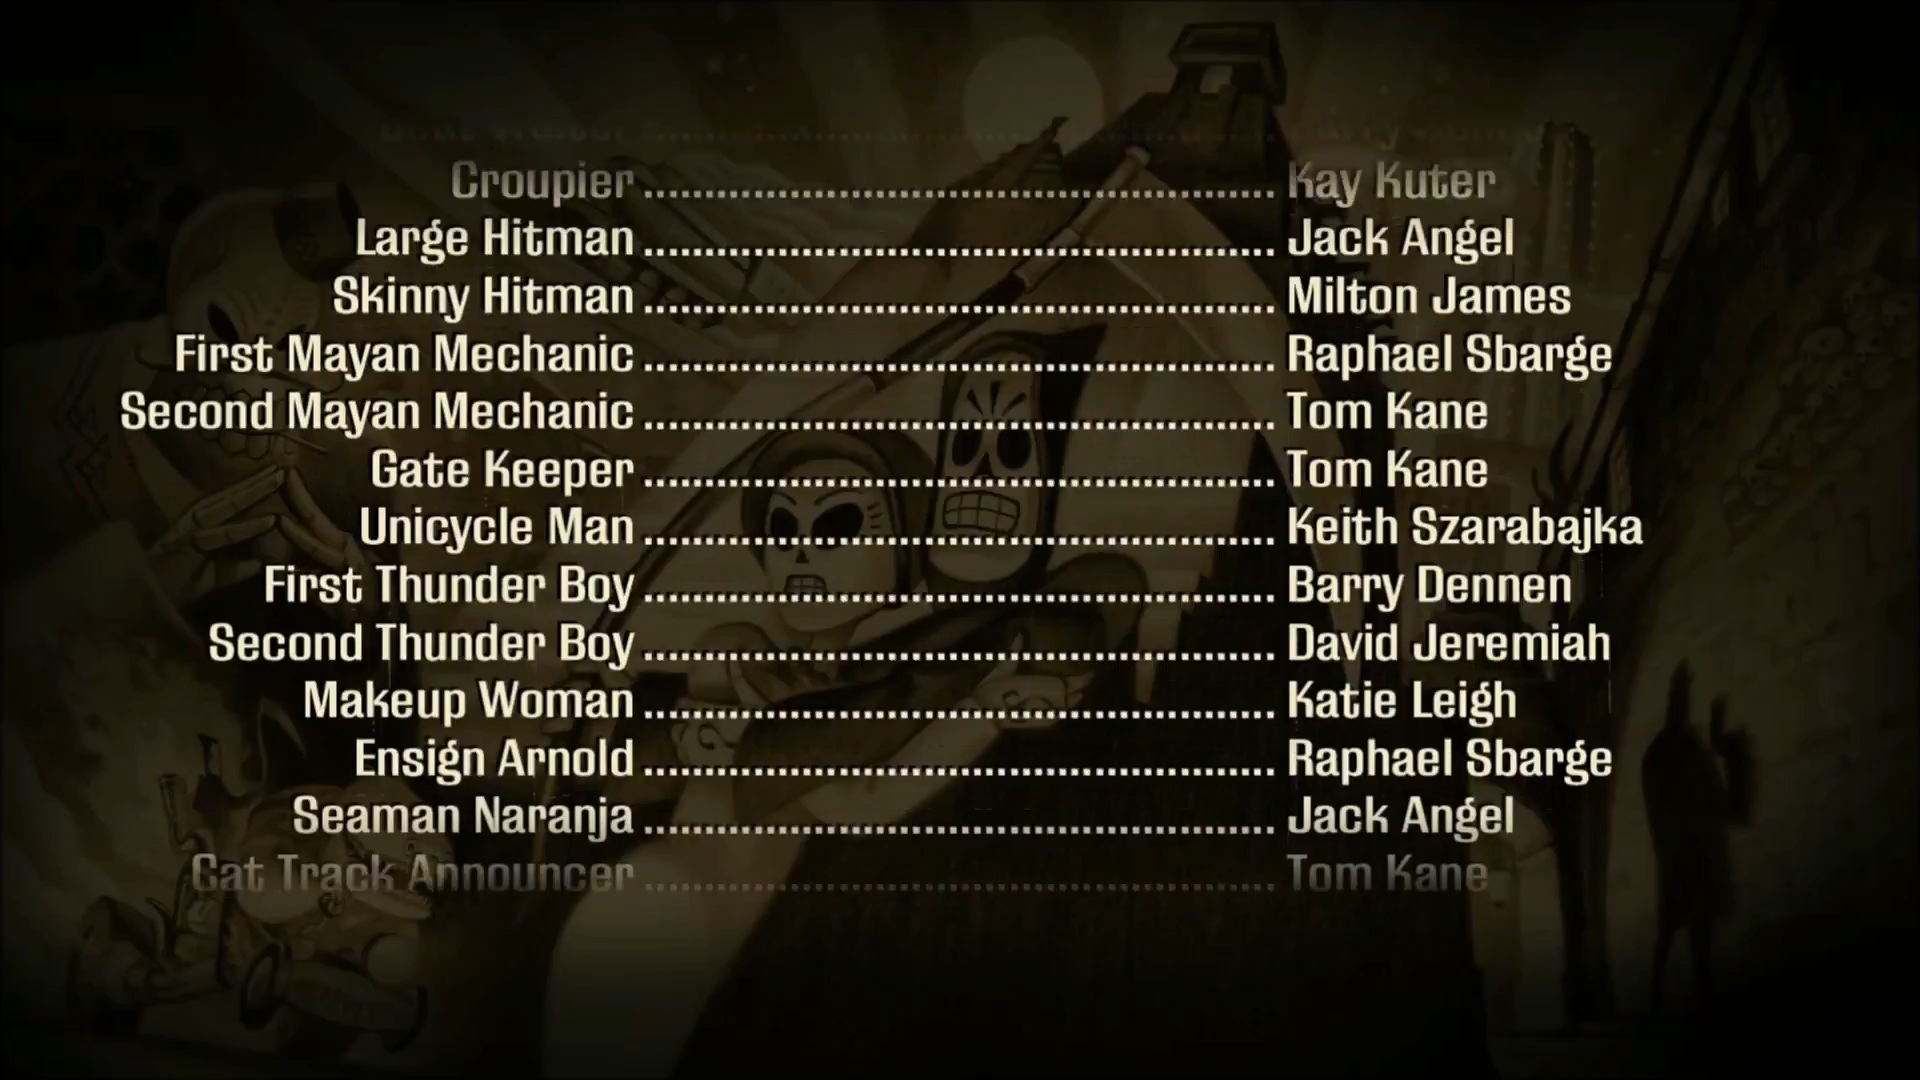 Croupier ........ Kay Kuter
Large Hitman ........ Jack Angel
Skinny Hitman ........ Milton James
First Mayan Mechanic ........ Raphael Sbarge
Second Mayan Mechanic ........ Tom Kane
Gate Keeper ........ Tom Kane
Unicycle Man ........ Keith Szarabajka
First Thunder Boy ........ Barry Dennen
Second Thunder Boy ........ David Jeremiah
Makeup Woman ........ Katie Leigh
Ensign Arnold ........ Raphael Sbarge
Seaman Naranja ........ Jack Angel
Cat Track Announcer ........ Tom Kane